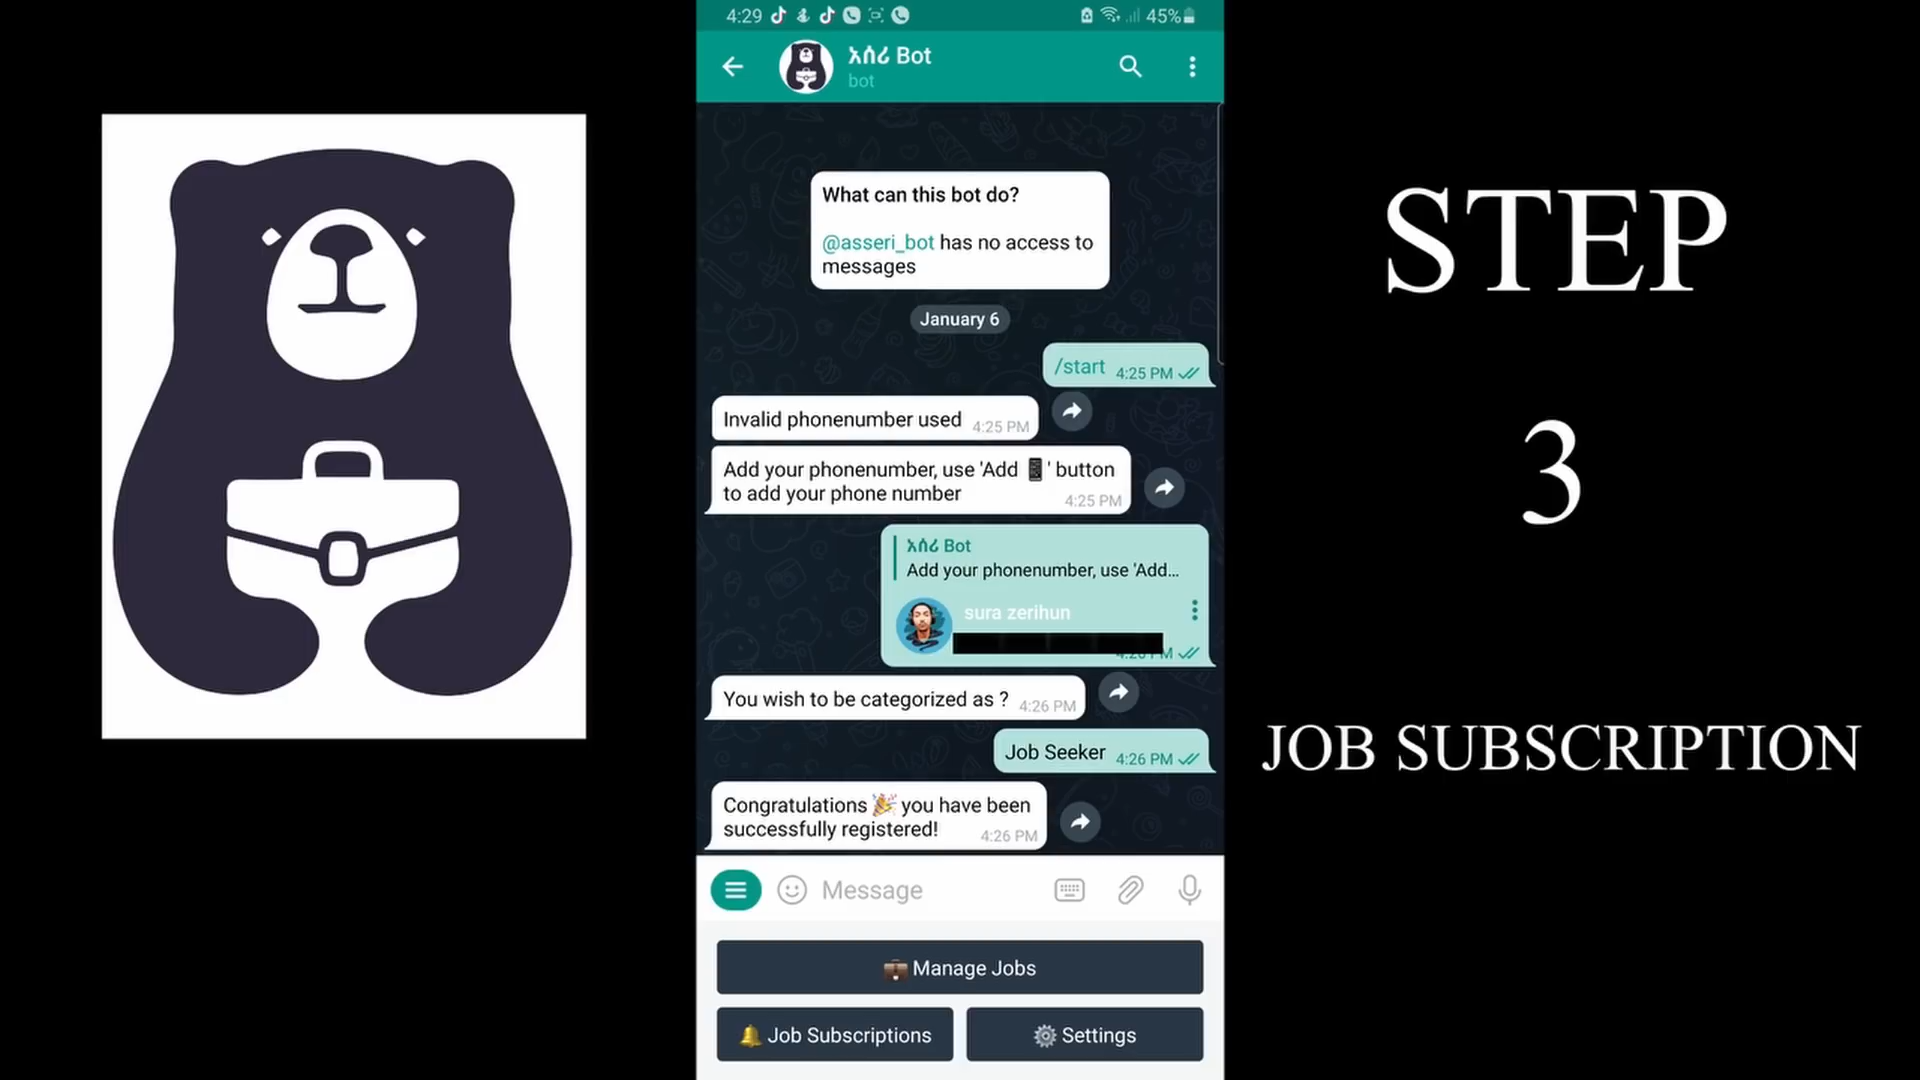 4:29
45%
አሰሪ Bot
bot
What can this bot do?
@asseri_bot has no access to
messages
January 6
/start 4:25 PM
Invalid phonenumber used 4:25 PM
Add your phonenumber, use 'Add 📱' button
to add your phone number 4:25 PM
አሰሪ Bot
Add your phonenumber, use 'Add...
sura zerihun
4:26 PM
You wish to be categorized as ? 4:26 PM
Job Seeker 4:26 PM
Congratulations 🎉 you have been
successfully registered! 4:26 PM
Message
💼 Manage Jobs
🔔 Job Subscriptions
⚙️ Settings
STEP
3
JOB SUBSCRIPTION